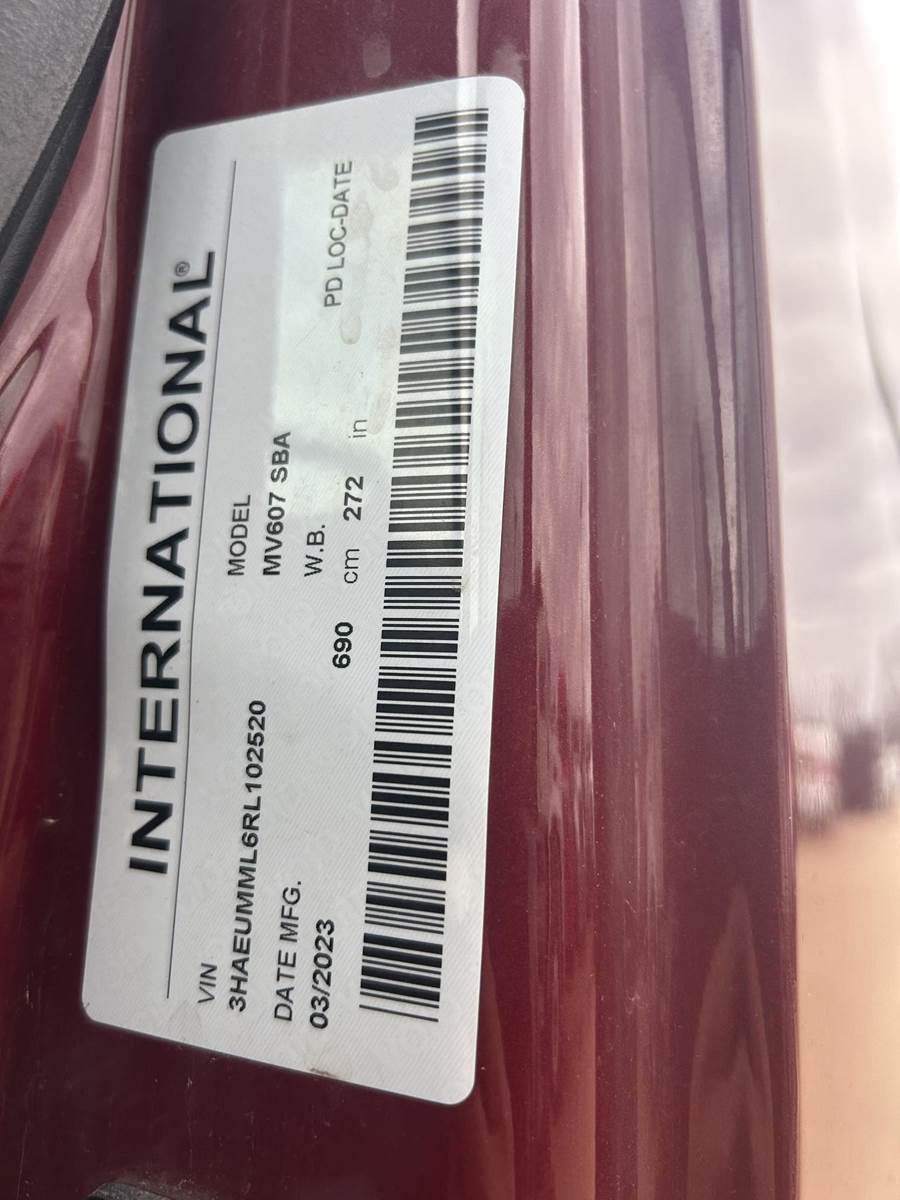 INTERNATIONAL®
VIN
3HAEUMML6RL102520
MODEL
MV607 SBA
DATE MFG.
03/2023
W.B.
690 cm 272 in
PD LOC-DATE